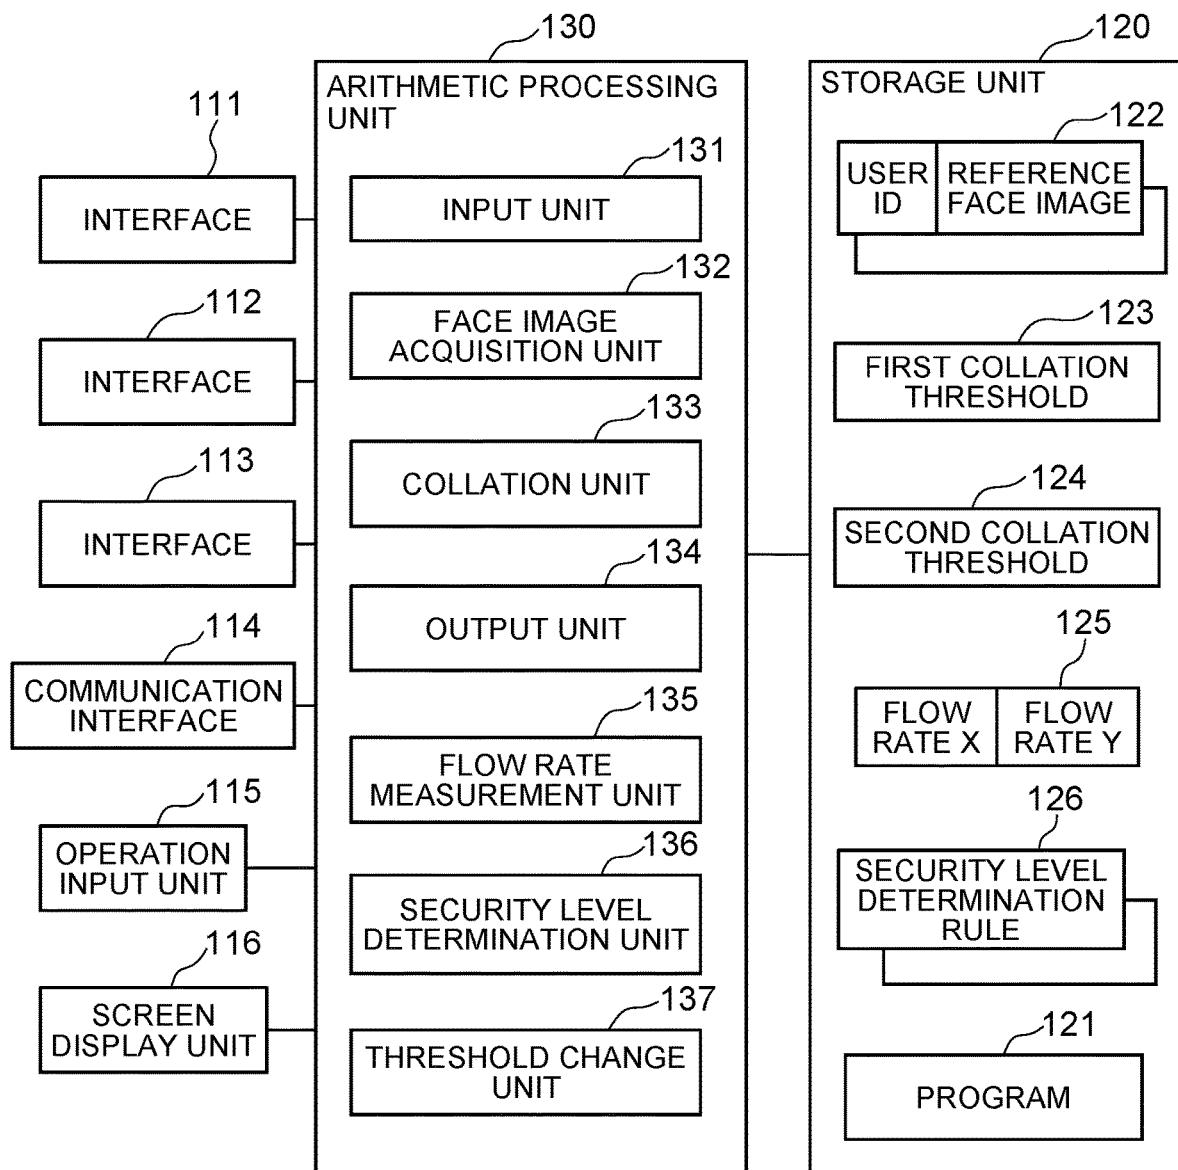 130
120
ARITHMETIC PROCESSING
UNIT
STORAGE UNIT
111
INTERFACE
112
INTERFACE
113
INTERFACE
114
COMMUNICATION
INTERFACE
115
OPERATION
INPUT UNIT
116
SCREEN
DISPLAY UNIT
131
INPUT UNIT
132
FACE IMAGE
ACQUISITION UNIT
133
COLLATION UNIT
134
OUTPUT UNIT
135
FLOW RATE
MEASUREMENT UNIT
136
SECURITY LEVEL
DETERMINATION UNIT
137
THRESHOLD CHANGE
UNIT
122
USER
ID
REFERENCE
FACE IMAGE
123
FIRST COLLATION
THRESHOLD
124
SECOND COLLATION
THRESHOLD
125
FLOW
RATE X
FLOW
RATE Y
126
SECURITY LEVEL
DETERMINATION
RULE
121
PROGRAM